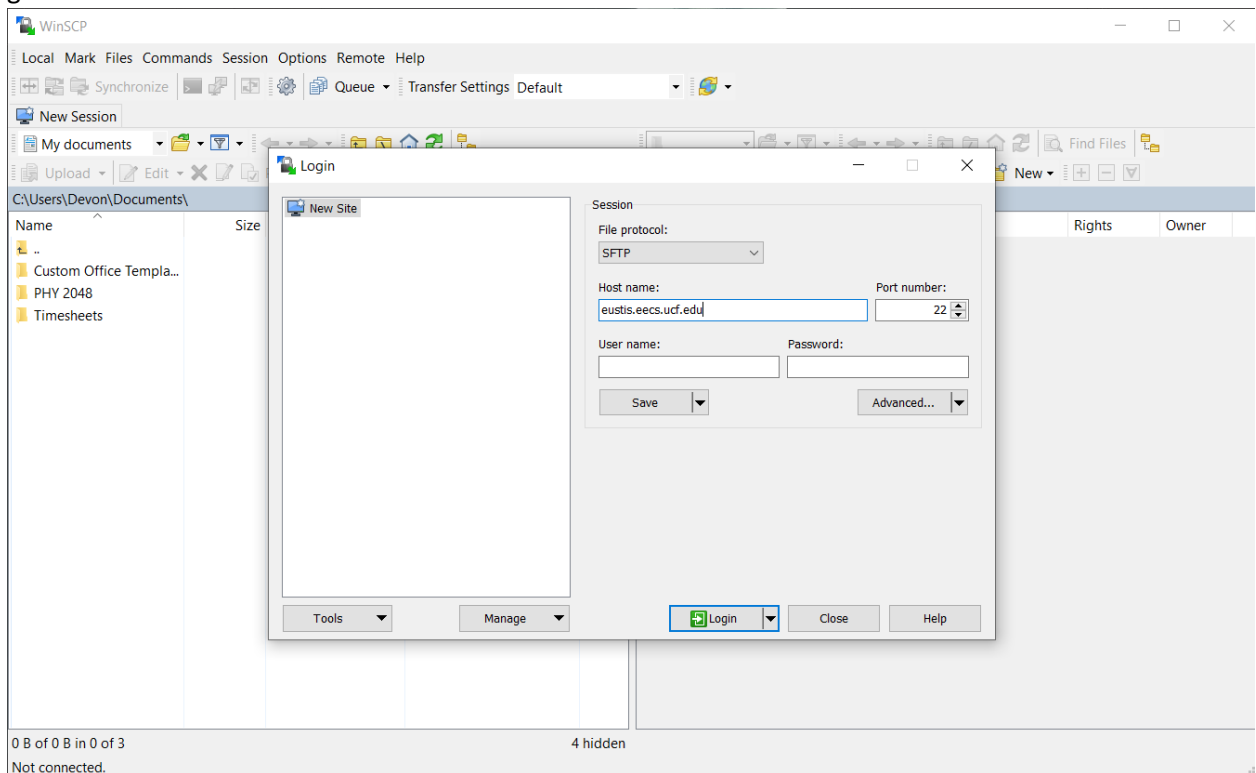 WinSCP
Local Mark Files Commands Session Options Remote Help
Synchronize Queue Transfer Settings Default
New Session
My documents Find Files
Upload Edit New
Login
C:\Users\Devon\Documents\
Name Size Rights Owner
..
Custom Office Templa...
PHY 2048
Timesheets
New Site
Session
File protocol:
SFTP
Host name: Port number:
eustis.eecs.ucf.edu 22
User name: Password:
Save Advanced...
Tools Manage Login Close Help
0 B of 0 B in 0 of 3 4 hidden
Not connected.